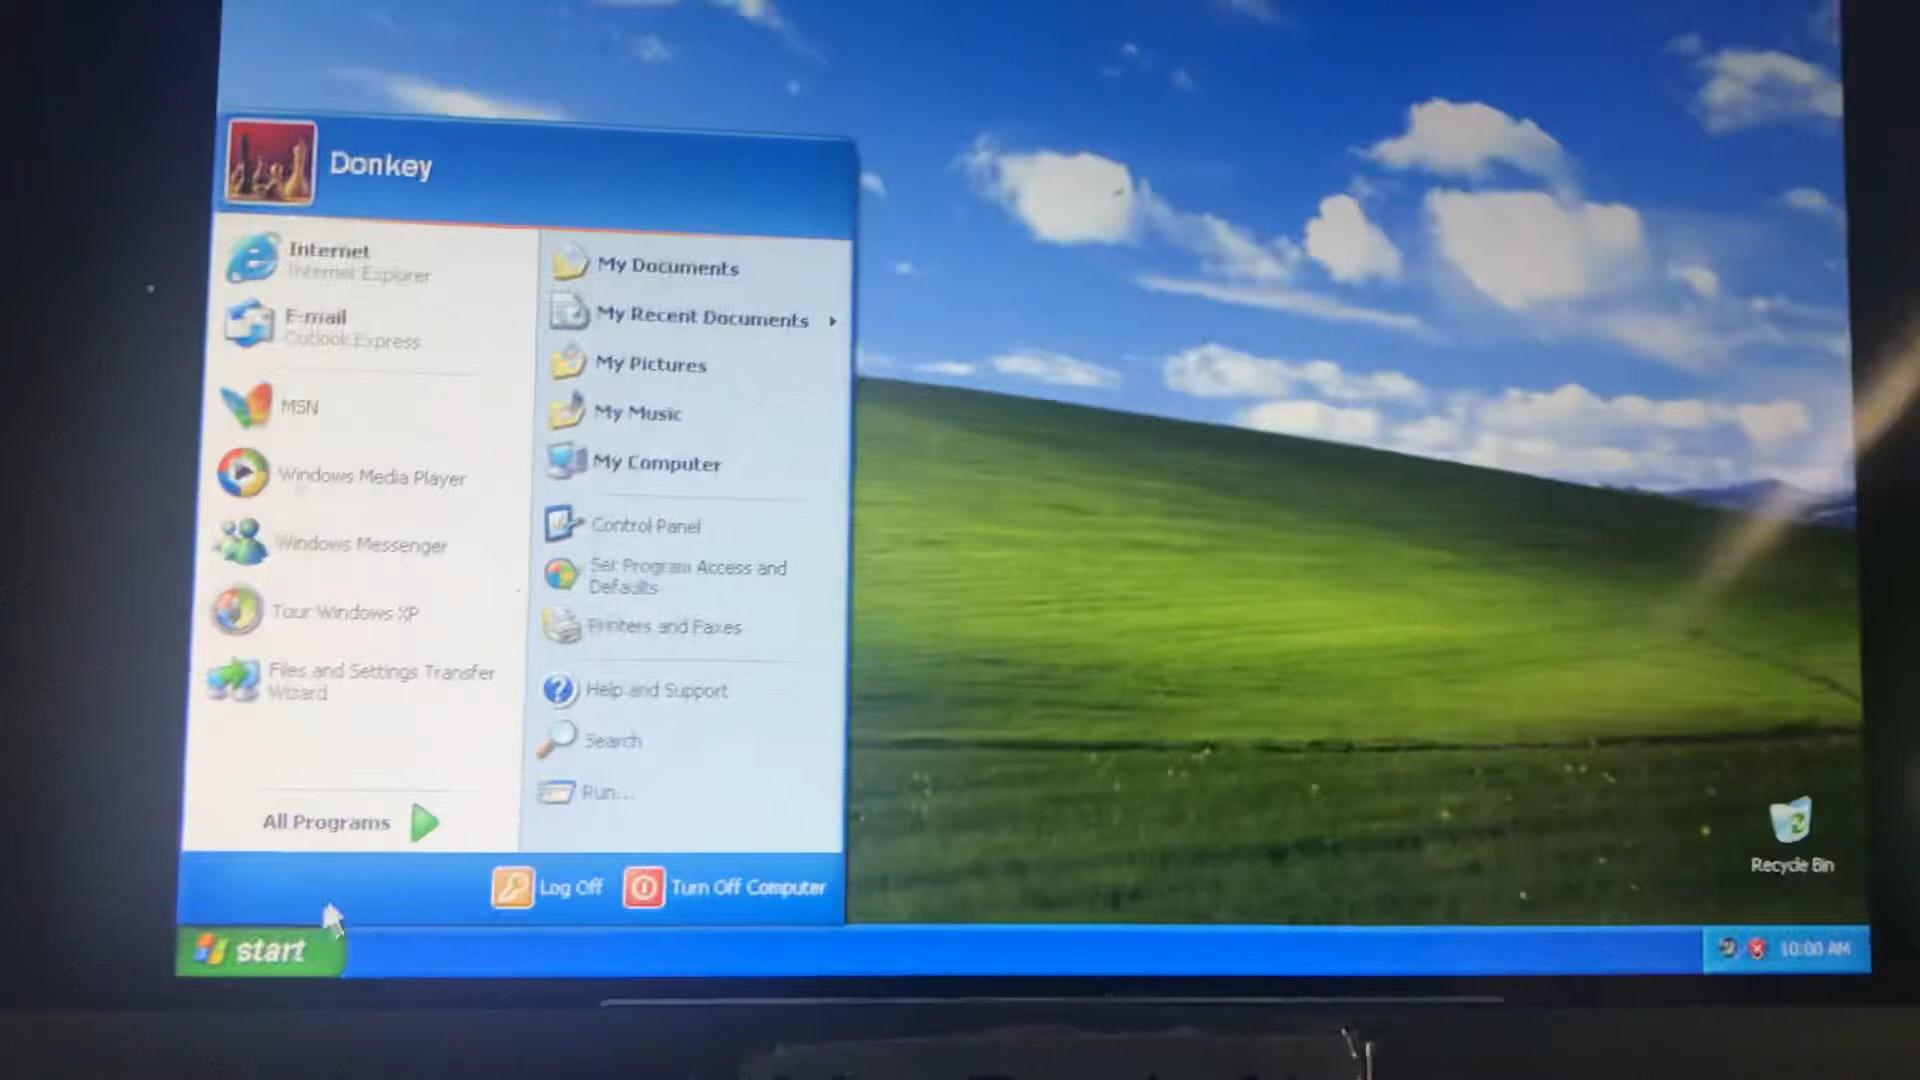 Donkey
Internet
Internet Explorer
E-mail
Outlook Express
MSN
Windows Media Player
Windows Messenger
Tour Windows XP
Files and Settings Transfer
Wizard
All Programs
My Documents
My Recent Documents
My Pictures
My Music
My Computer
Control Panel
Set Program Access and
Defaults
Printers and Faxes
Help and Support
Search
Run...
Log Off
Turn Off Computer
Recycle Bin
start
10:00 AM